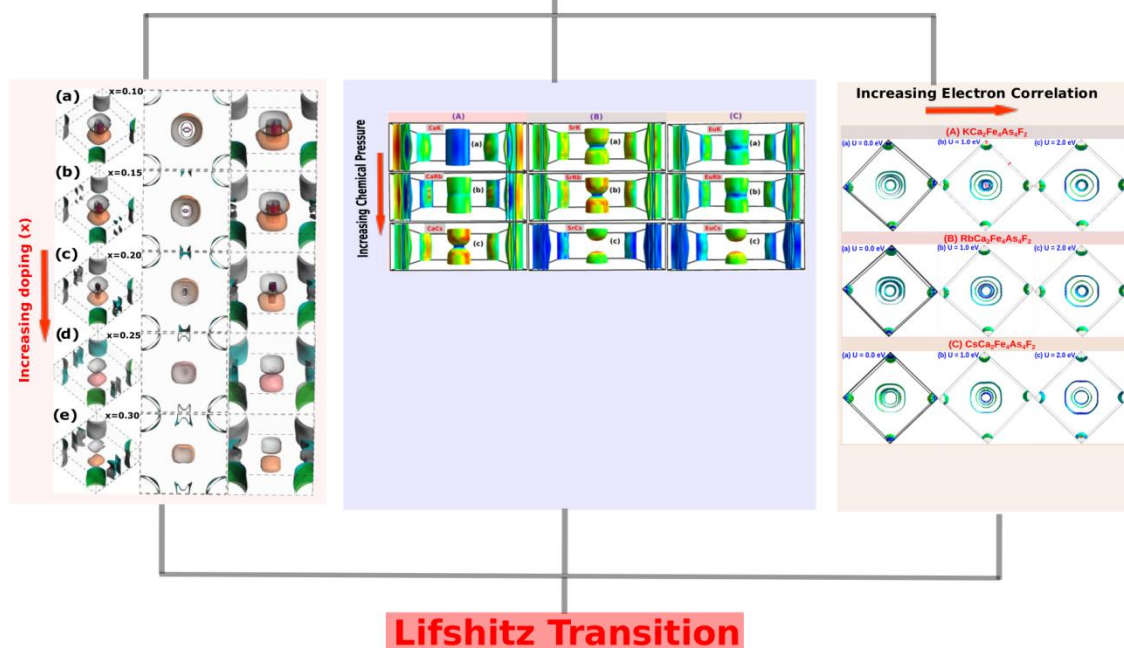 (a)
x=0.10
(b)
x=0.15
(c)
x=0.20
(d)
x=0.25
(e)
x=0.30
Increasing doping (x)
Increasing Chemical Pressure
(A) (B) (C)
CaK (a) SrK (a) EuK (a)
CaRb (b) SrRb (b) EuRb (b)
CaCs (c) SrCs (c) EuCs (c)
Increasing Electron Correlation
(A) KCa₂Fe₄As₄F₂
(a) U = 0.0 eV (b) U = 1.0 eV (c) U = 2.0 eV
(B) RbCa₂Fe₄As₄F₂
(a) U = 0.0 eV (b) U = 1.0 eV (c) U = 2.0 eV
(C) CsCa₂Fe₄As₄F₂
(a) U = 0.0 eV (b) U = 1.0 eV (c) U = 2.0 eV
Lifshitz Transition